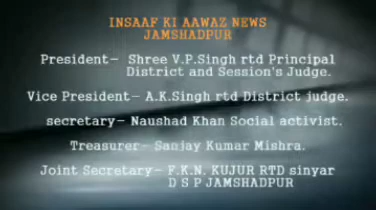 INSAAF KI AAWAZ NEWS
JAMSHADPUR
President- Shree V.P.Singh rtd Principal
District and Session's Judge.
Vice President- A.K.Singh rtd District judge.
secretary- Naushad Khan Social activist.
Treasurer- Sanjay Kumar Mishra.
Joint Secretary- F.K.N. KUJUR RTD sinyar
D S P JAMSHADPUR